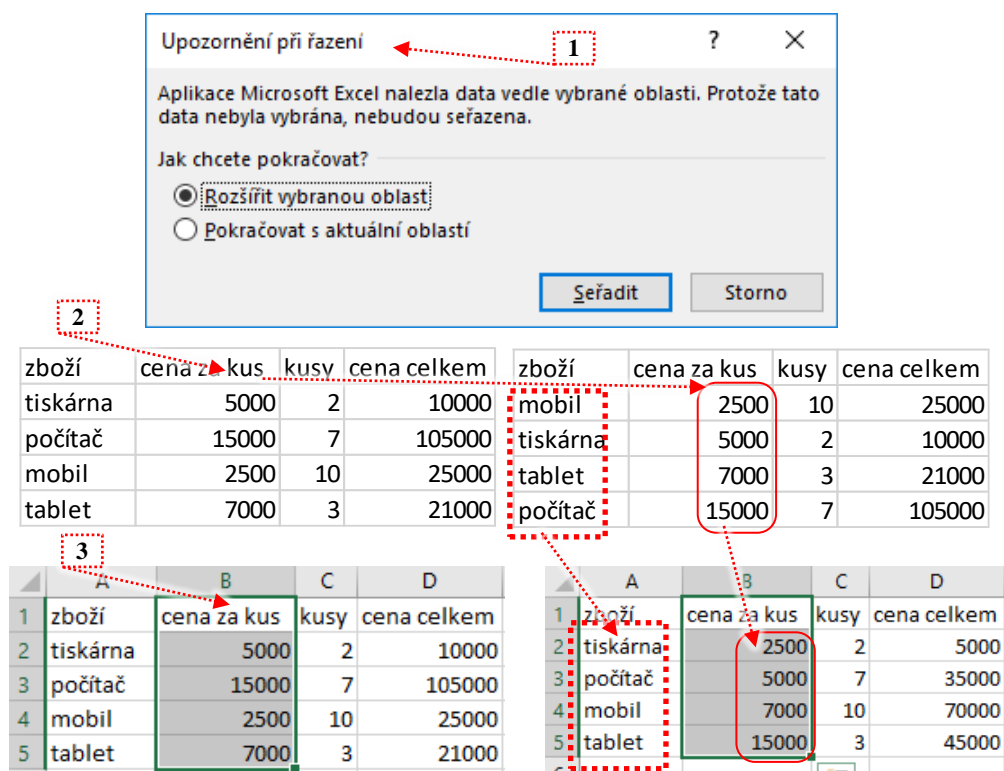 Upozornění při řazení ? ×
1
Aplikace Microsoft Excel nalezla data vedle vybrané oblasti. Protože tato
data nebyla vybrána, nebudou seřazena.
Jak chcete pokračovat?
Rozšířit vybranou oblast
Pokračovat s aktuální oblastí
Seřadit Storno
2
zboží cena za kus kusy cena celkem
tiskárna 5000 2 10000
počítač 15000 7 105000
mobil 2500 10 25000
tablet 7000 3 21000
zboží cena za kus kusy cena celkem
mobil 2500 10 25000
tiskárna 5000 2 10000
tablet 7000 3 21000
počítač 15000 7 105000
3
A B C D
1 zboží cena za kus kusy cena celkem
2 tiskárna 5000 2 10000
3 počítač 15000 7 105000
4 mobil 2500 10 25000
5 tablet 7000 3 21000
A B C D
1 zboží cena za kus kusy cena celkem
2 tiskárna 2500 2 5000
3 počítač 5000 7 35000
4 mobil 7000 10 70000
5 tablet 15000 3 45000